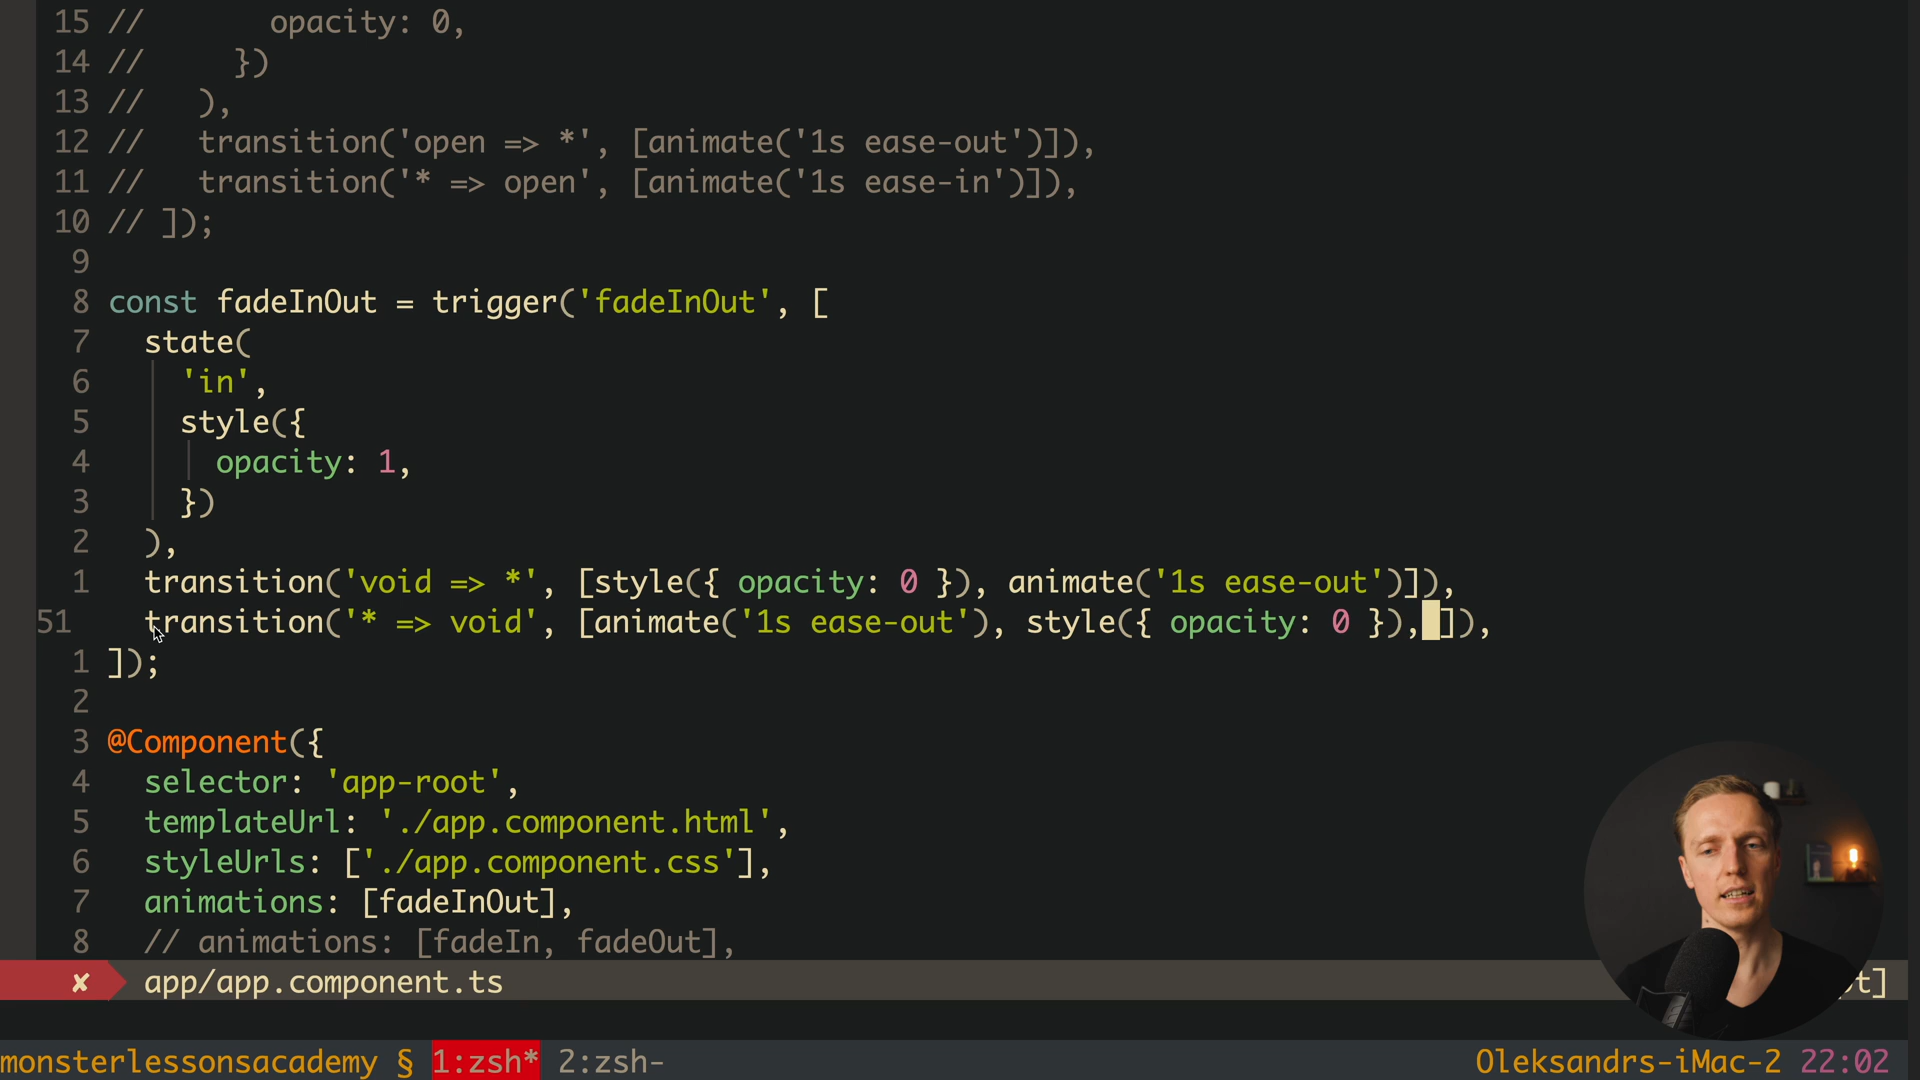 15 //       opacity: 0,
14 //     })
13 //   ),
12 //   transition('open => *', [animate('1s ease-out')]),
11 //   transition('* => open', [animate('1s ease-in')]),
10 // ]);
9
8 const fadeInOut = trigger('fadeInOut', [
7   state(
6     'in',
5     style({
4       opacity: 1,
3     })
2   ),
1   transition('void => *', [style({ opacity: 0 }), animate('1s ease-out')]),
51   transition('* => void', [animate('1s ease-out'), style({ opacity: 0 }), ]),
1 ]);
2
3 @Component({
4   selector: 'app-root',
5   templateUrl: './app.component.html',
6   styleUrls: ['./app.component.css'],
7   animations: [fadeInOut],
8   // animations: [fadeIn, fadeOut],
✘ app/app.component.ts t]
monsterlessonsacademy § 1:zsh* 2:zsh- Oleksandrs-iMac-2 22:02